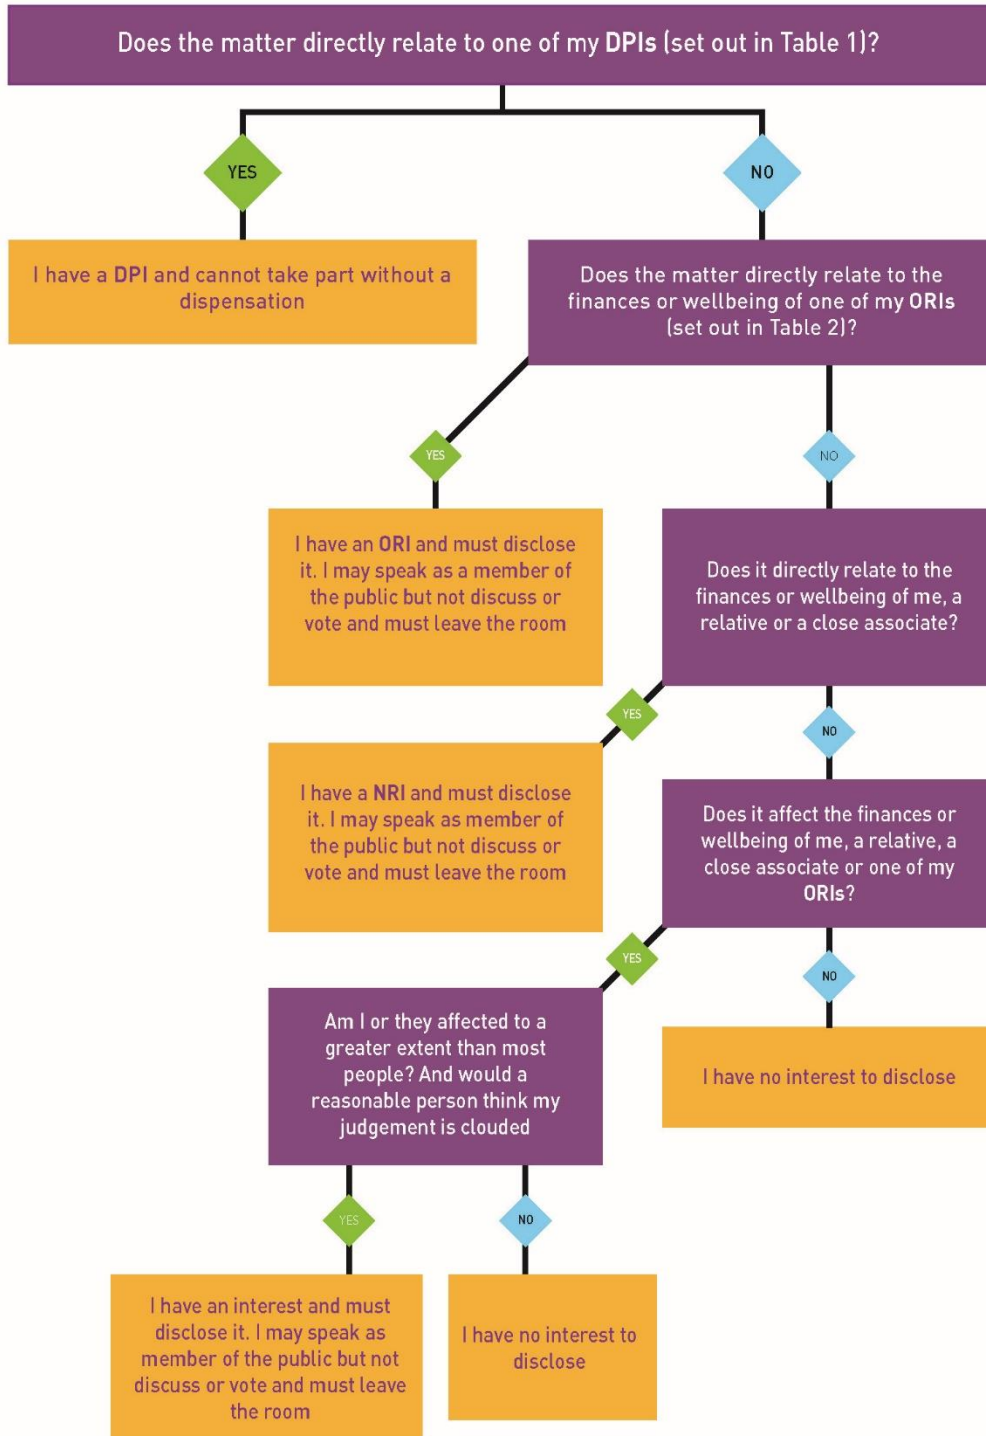 Does the matter directly relate to one of my DPIs (set out in Table 1)?
YES
NO
I have a DPI and cannot take part without a
dispensation
Does the matter directly relate to the
finances or wellbeing of one of my ORIs
(set out in Table 2)?
YES
NO
I have an ORI and must disclose
it. I may speak as a member of
the public but not discuss or
vote and must leave the room
Does it directly relate to the
finances or wellbeing of me, a
relative or a close associate?
YES
NO
I have a NRI and must disclose
it. I may speak as member of
the public but not discuss or
vote and must leave the room
Does it affect the finances or
wellbeing of me, a relative, a
close associate or one of my
ORIs?
YES
NO
Am I or they affected to a
greater extent than most
people? And would a
reasonable person think my
judgement is clouded
I have no interest to disclose
YES
NO
I have an interest and must
disclose it. I may speak as
member of the public but not
discuss or vote and must leave
the room
I have no interest to
disclose